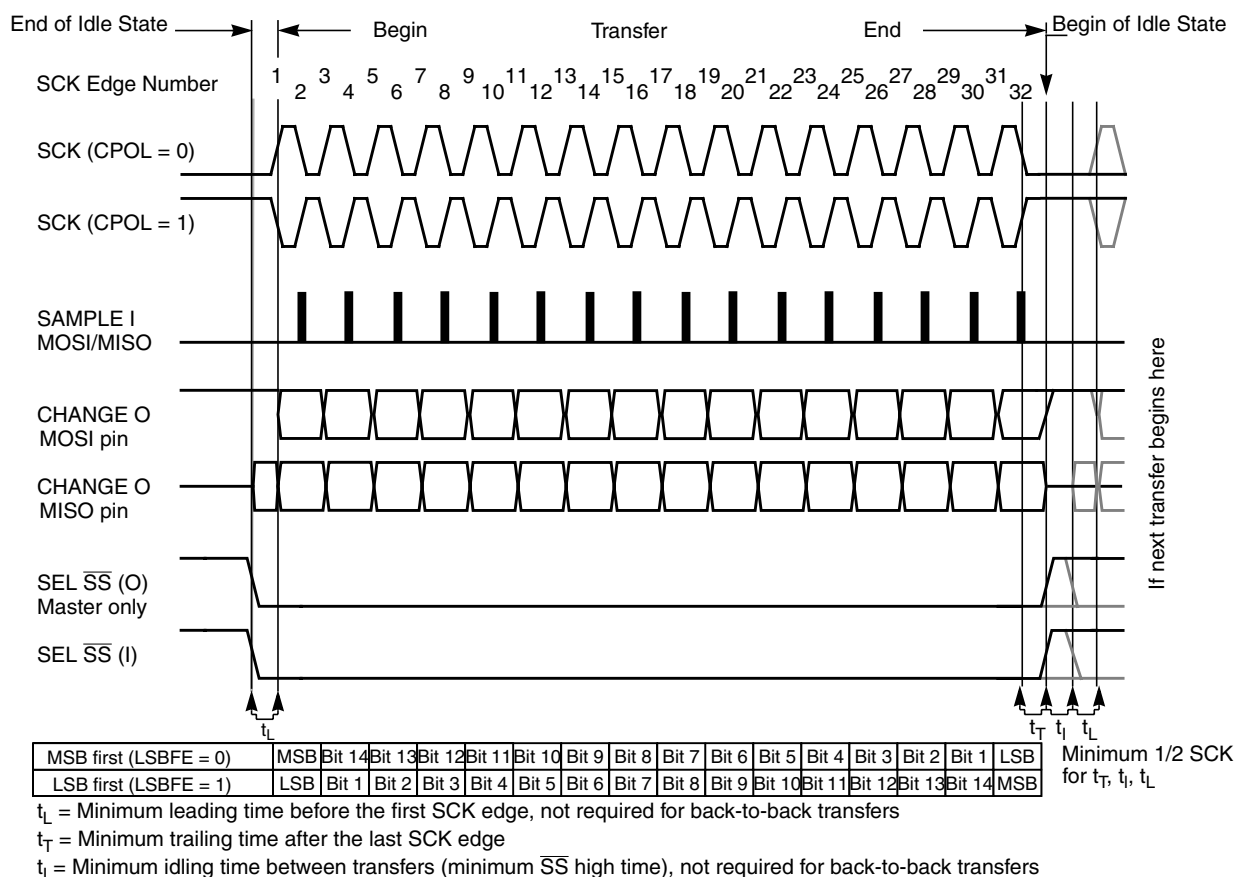 End of Idle State
Begin
Transfer
End
Begin of Idle State
SCK Edge Number
1 3 5 7 9 11 13 15 17 19 21 23 25 27 29 31
2 4 6 8 10 12 14 16 18 20 22 24 26 28 30 32
SCK (CPOL = 0)
SCK (CPOL = 1)
SAMPLE I
MOSI/MISO
CHANGE O
MOSI pin
CHANGE O
MISO pin
SEL S̅S̅ (O)
Master only
SEL S̅S̅ (I)
If next transfer begins here
tL
tT tI tL
MSB first (LSBFE = 0) MSB Bit 14 Bit 13 Bit 12 Bit 11 Bit 10 Bit 9 Bit 8 Bit 7 Bit 6 Bit 5 Bit 4 Bit 3 Bit 2 Bit 1 LSB
LSB first (LSBFE = 1) LSB Bit 1 Bit 2 Bit 3 Bit 4 Bit 5 Bit 6 Bit 7 Bit 8 Bit 9 Bit 10 Bit 11 Bit 12 Bit 13 Bit 14 MSB
Minimum 1/2 SCK
for tT, tI, tL
tL = Minimum leading time before the first SCK edge, not required for back-to-back transfers
tT = Minimum trailing time after the last SCK edge
tI = Minimum idling time between transfers (minimum S̅S̅ high time), not required for back-to-back transfers